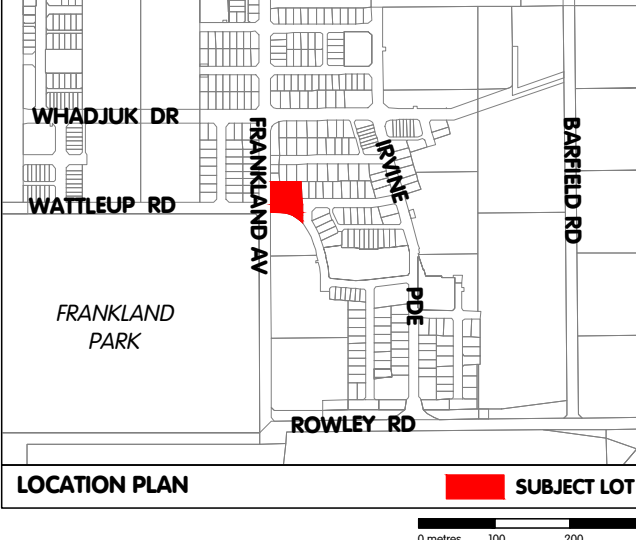 WHADJUK DR
FRANKLAND AV
IRVINE
BARFIELD RD
WATTLEUP RD
FRANKLAND
PARK
PDE
ROWLEY RD
LOCATION PLAN
SUBJECT LOT
0 metres 100 200